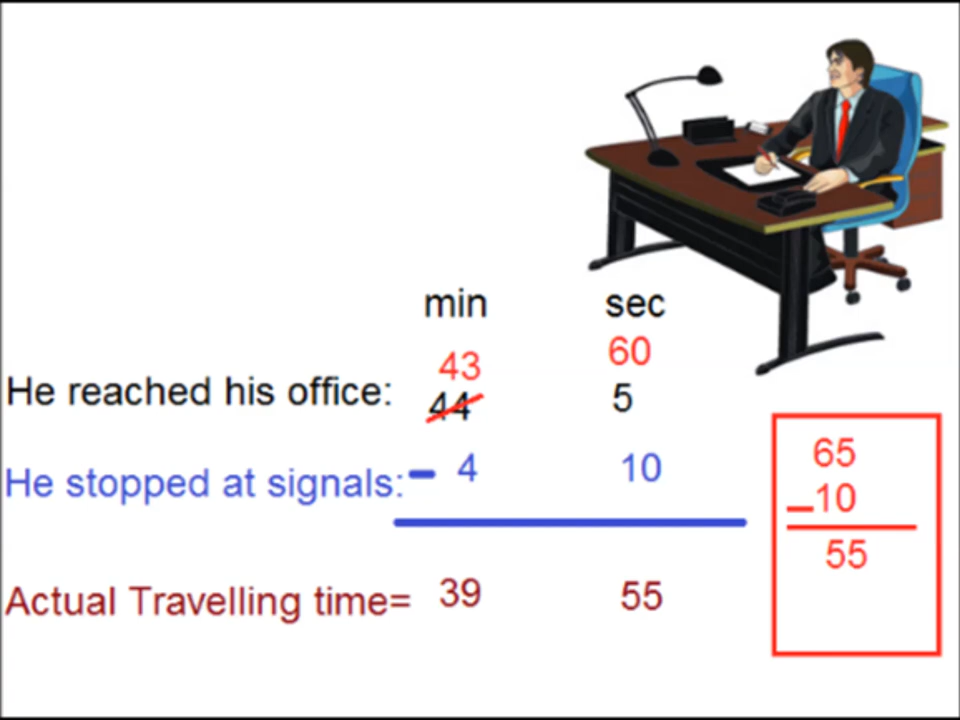 min sec
43 60
He reached his office: 44 5
He stopped at signals: - 4 10
Actual Travelling time= 39 55
65
-10
55